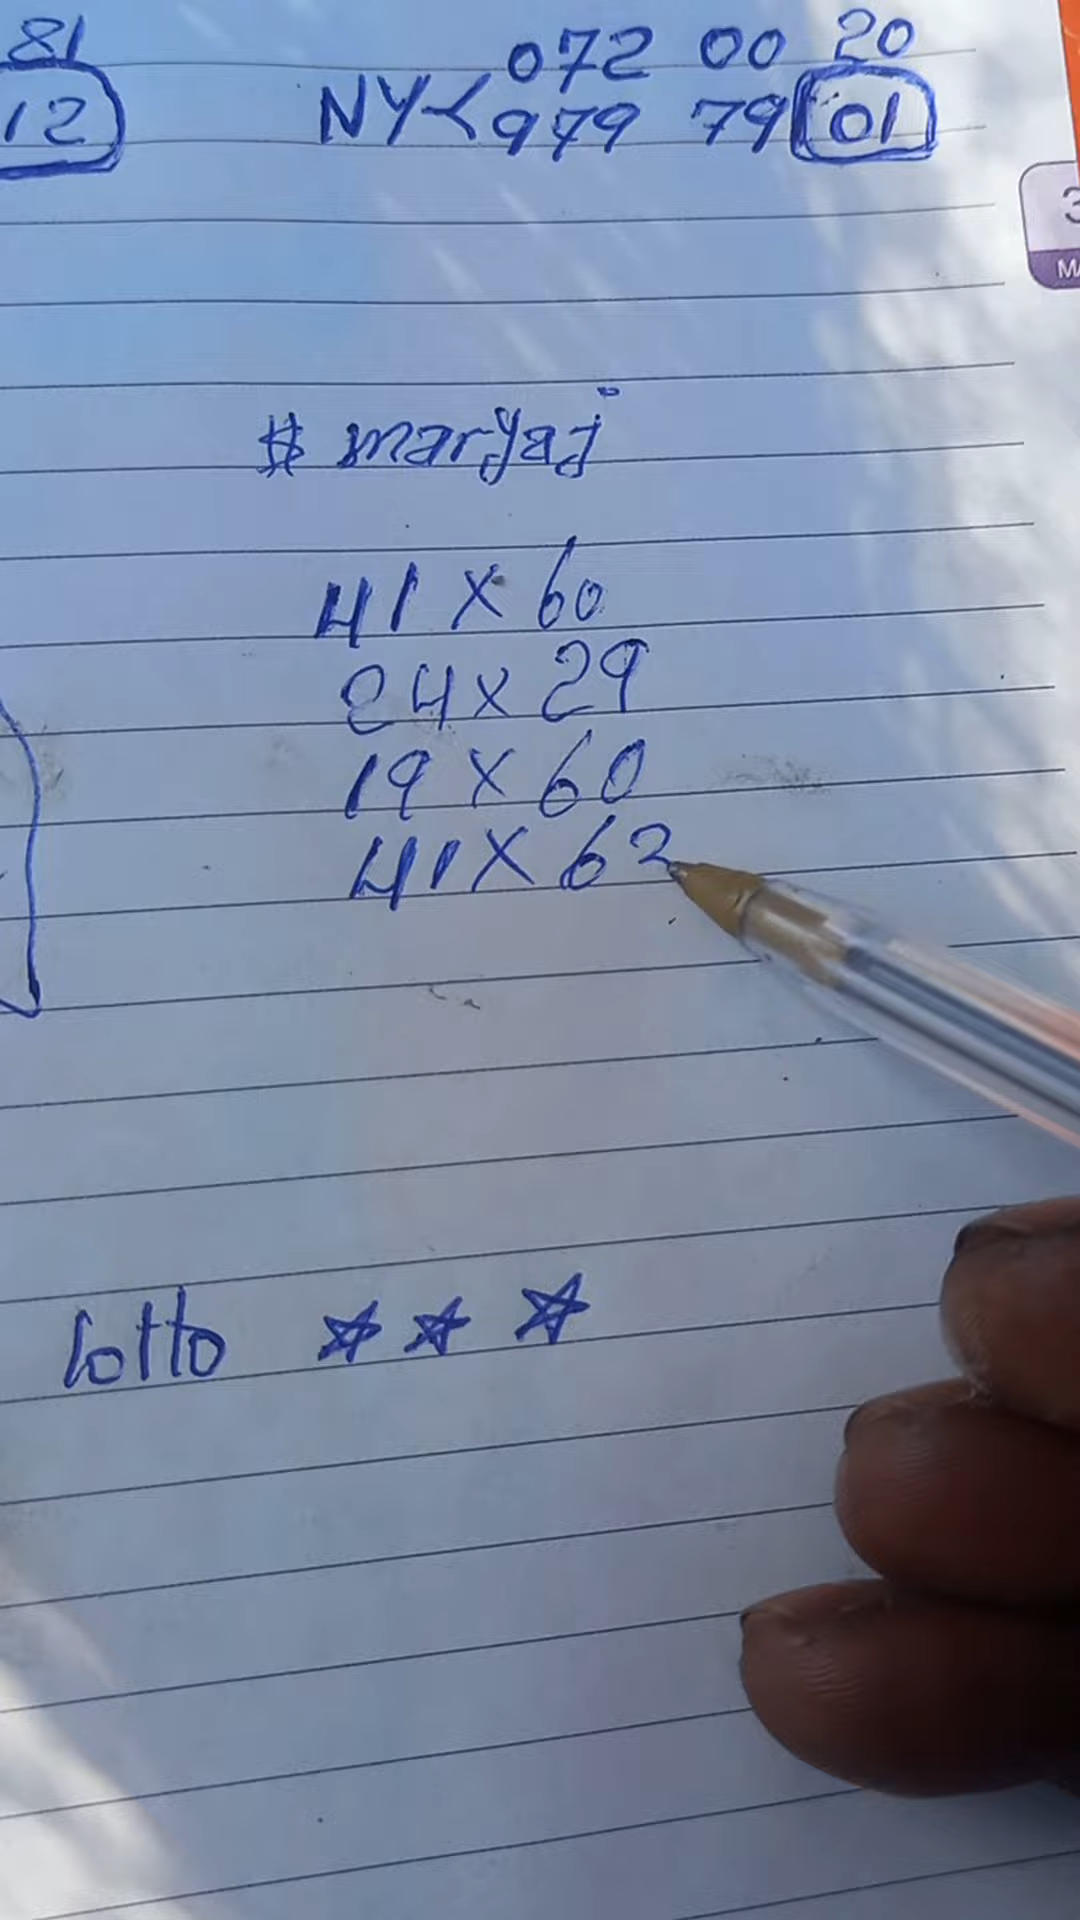 81
12
072 00 20
NY < 979 79 01
$ maryaj
41 x 60
24 x 29
19 x 60
41 x 62
lotto ☆ ☆ ☆
3